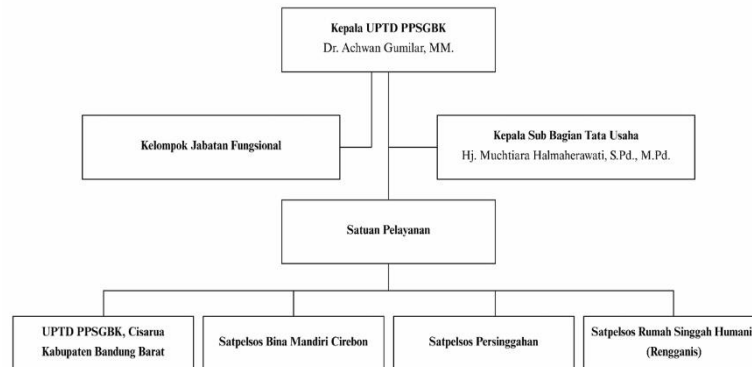 Kepala UPTD PPSGBK
Dr. Achwan Gumilar, MM.
Kelompok Jabatan Fungsional
Kepala Sub Bagian Tata Usaha
Hj. Muchtiara Halmaherawati, S.Pd., M.Pd.
Satuan Pelayanan
UPTD PPSGBK, Cisarua
Kabupaten Bandung Barat
Satpelsos Bina Mandiri Cirebon
Satpelsos Persinggahan
Satpelsos Rumah Singgah Humanis
(Rengganis)